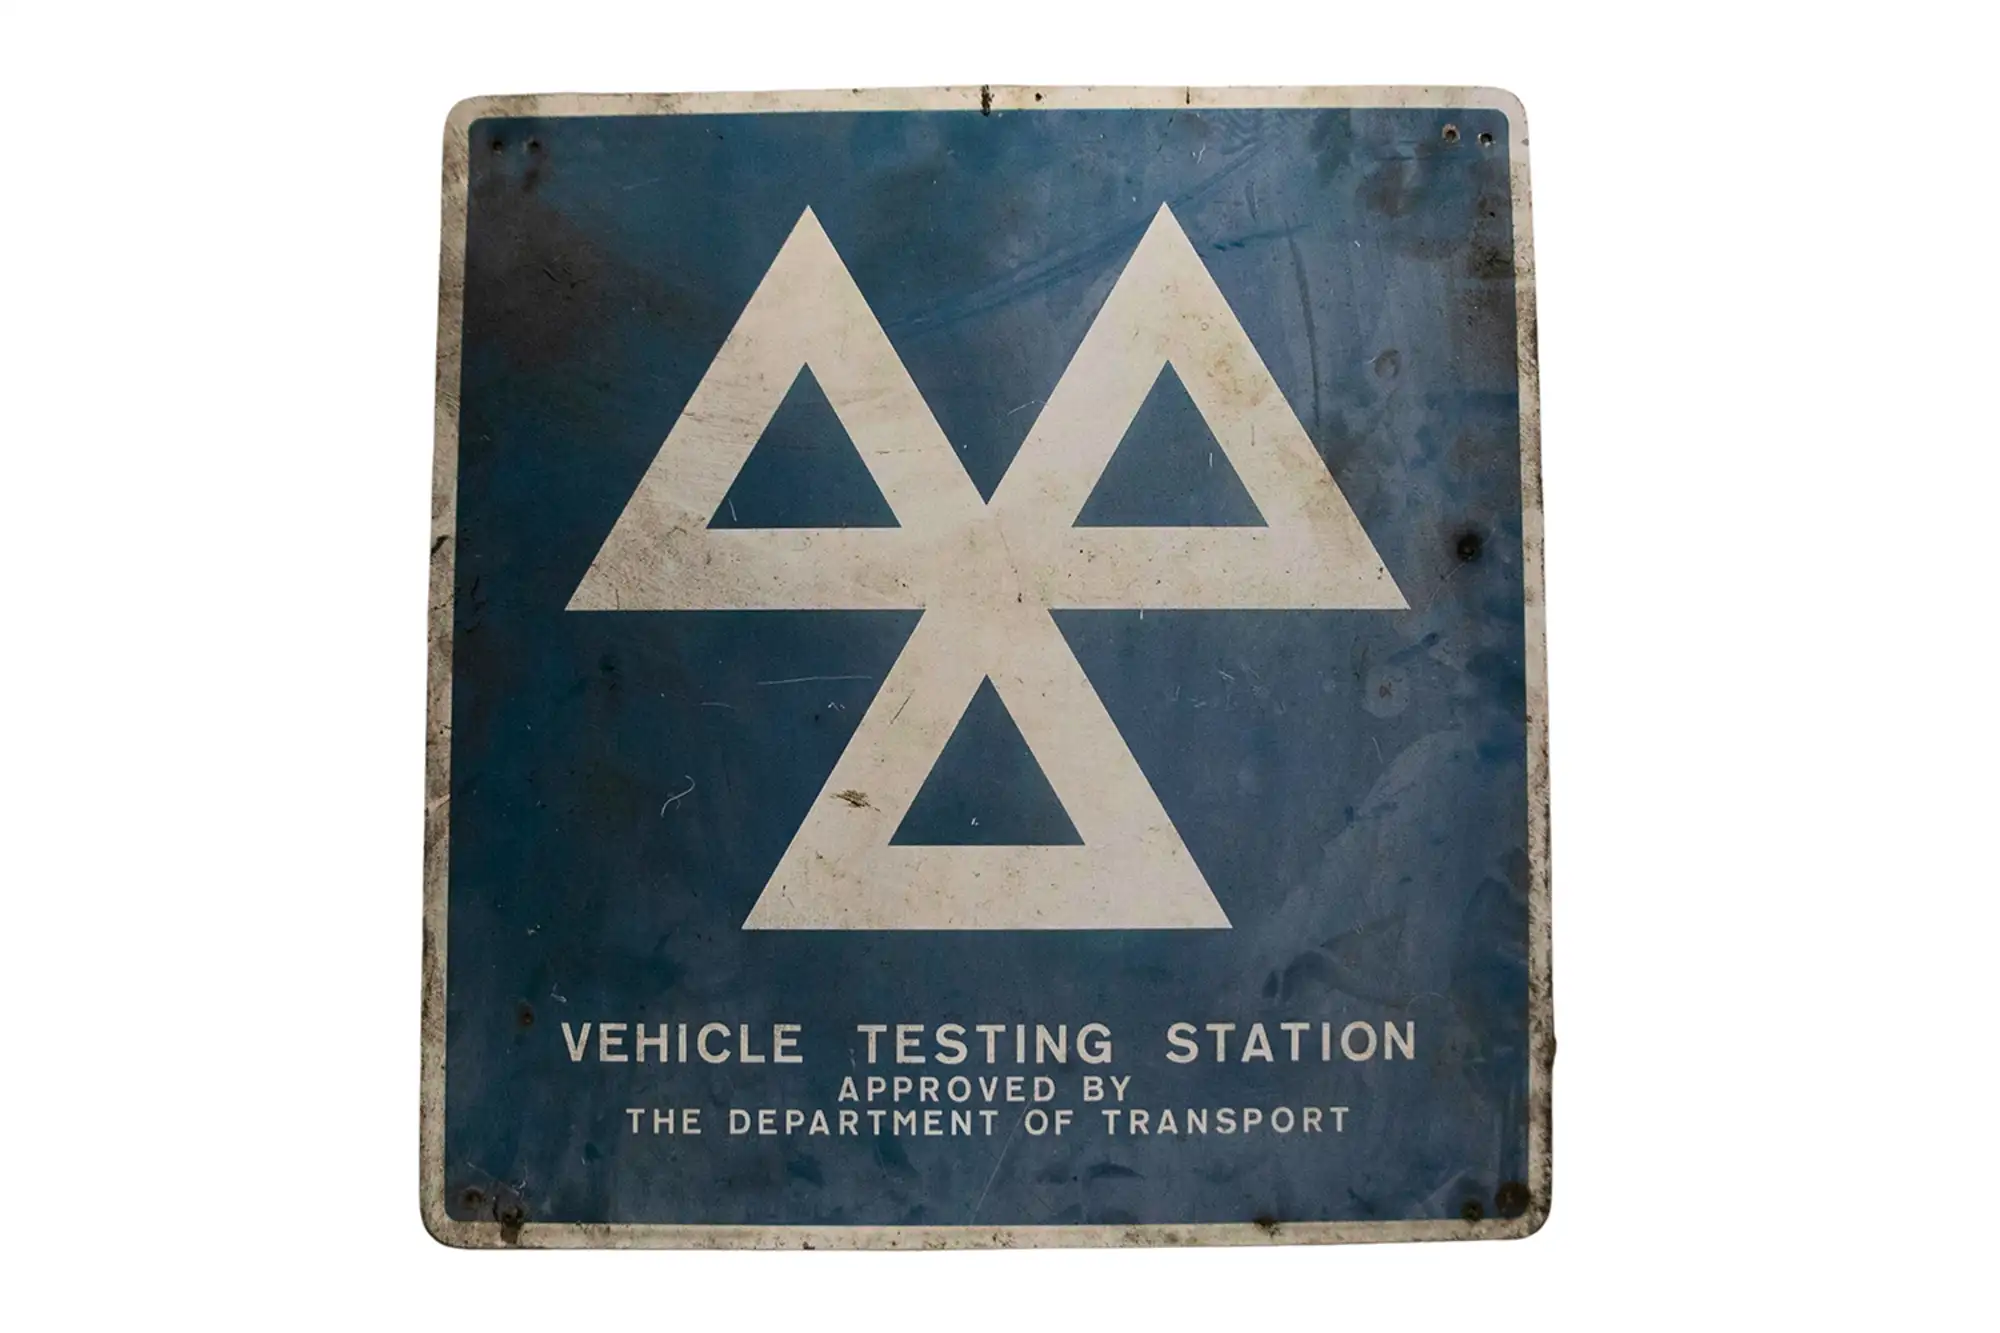 VEHICLE TESTING STATION
APPROVED BY
THE DEPARTMENT OF TRANSPORT